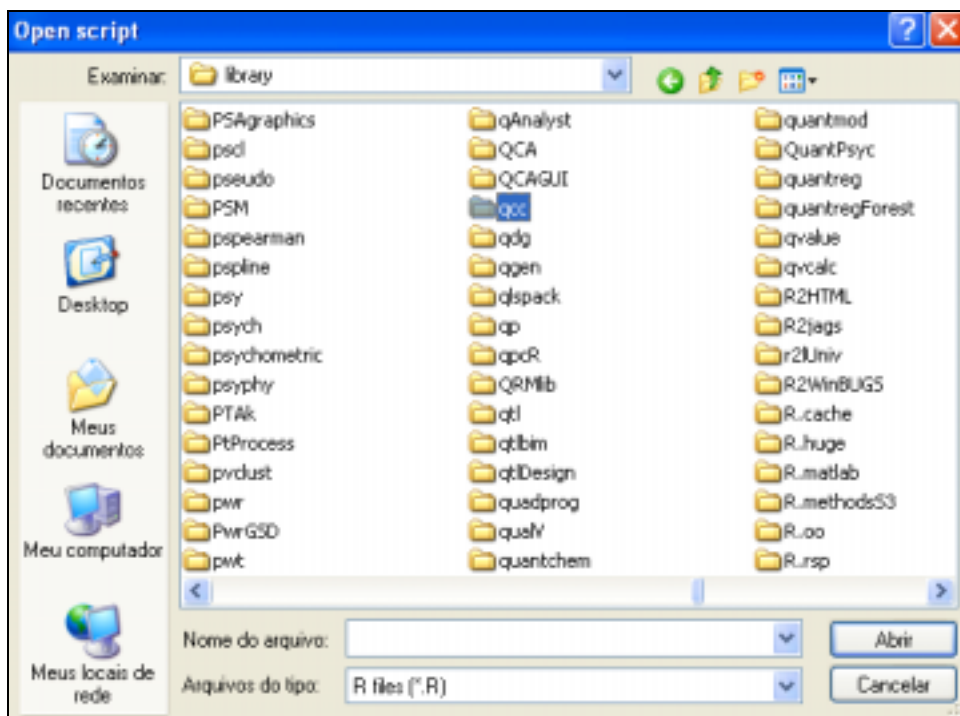 Open script
Examinar:
library
Documentos
recentes
Desktop
Meus
documentos
Meu computador
Meus locais de
rede
PSAgraphics
pscl
pseudo
PSM
pspearman
pspline
psy
psych
psychometric
psyphy
PTAk
PtProcess
pvclust
pwr
PwrGSD
pwt
qAnalyst
QCA
QCAGUI
qcc
qdg
qgen
qlspack
qp
qpcR
QRMlib
qtl
qtlbim
qtlDesign
quadprog
qualV
quantchem
quantmod
QuantPsyc
quantreg
quantregForest
qvalue
qvcalc
R2HTML
R2jags
r2lUniv
R2WinBUGS
R.cache
R.huge
R.matlab
R.methodsS3
R.oo
R.rsp
Nome do arquivo:
Abrir
Arquivos do tipo:
R files (*.R)
Cancelar